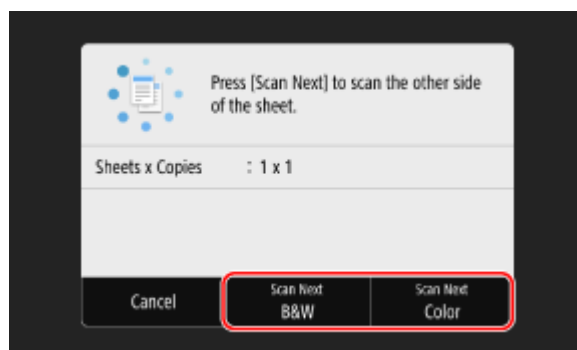 Press [Scan Next] to scan the other side
of the sheet.
Sheets x Copies : 1 x 1
Cancel
Scan Next
B&W
Scan Next
Color